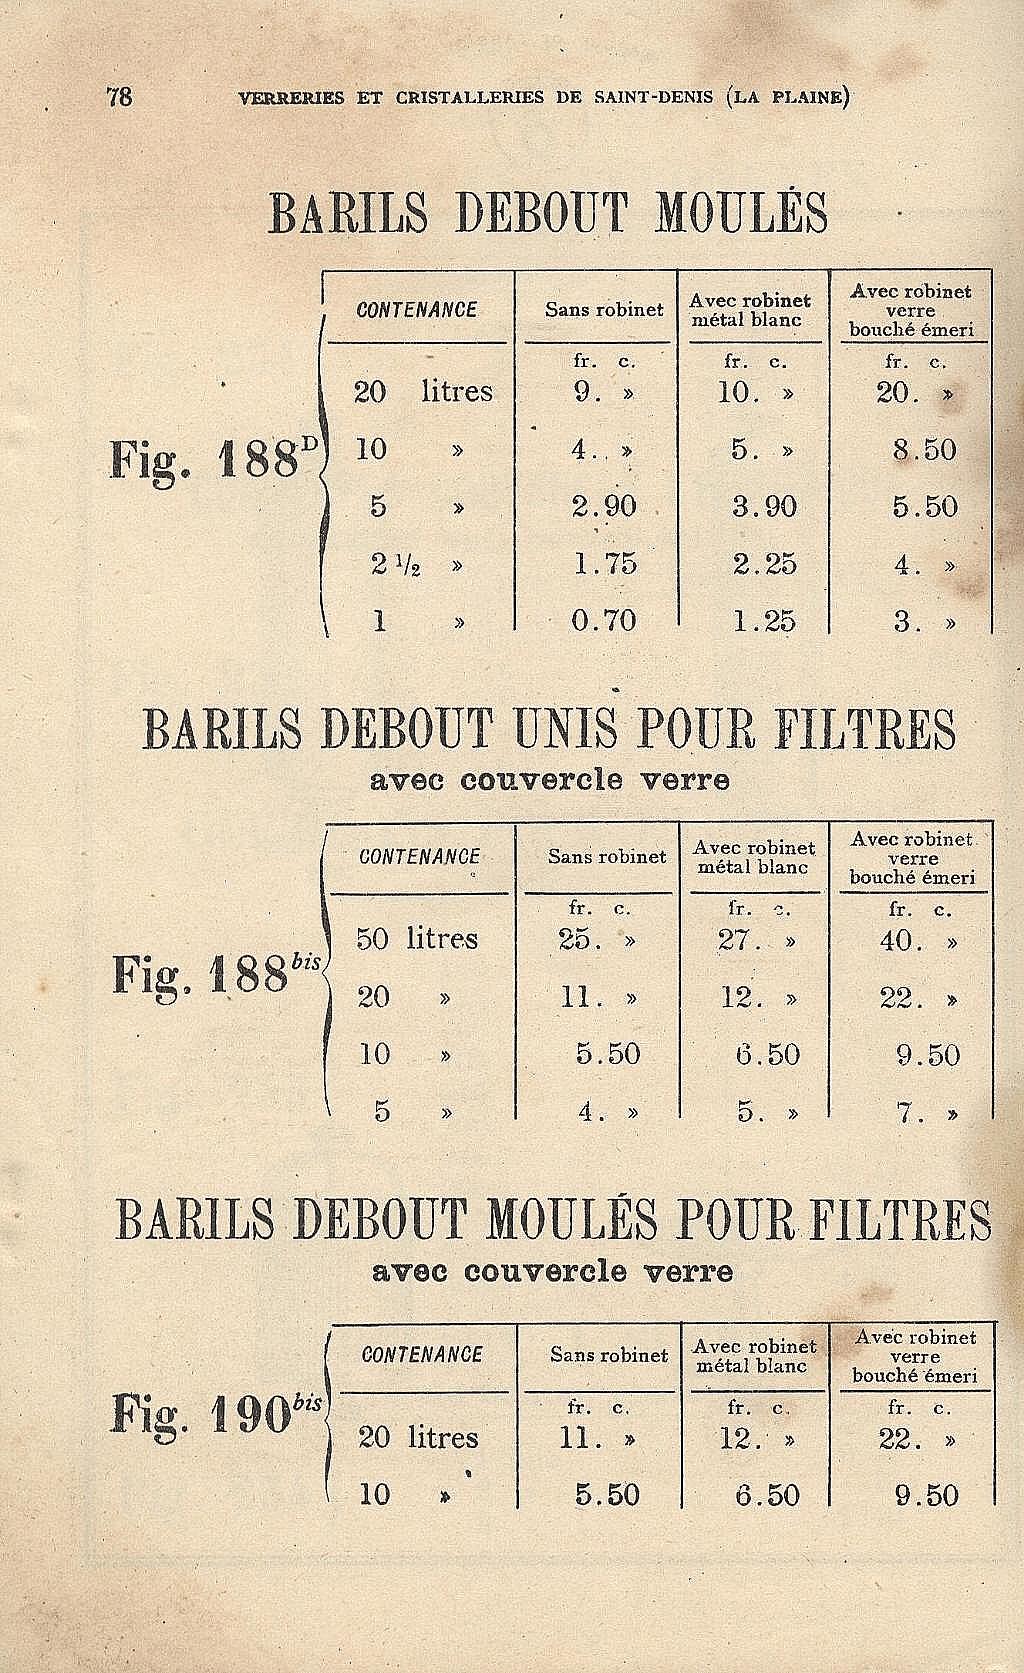 78 VERRERIES ET CRISTALLERIES DE SAINT-DENIS (LA PLAINE)
BARILS DEBOUT MOULÉS
CONTENANCE Sans robinet Avec robinet métal blanc Avec robinet verre bouché émeri
fr. c. fr. c. fr. c.
20 litres 9. » 10. » 20. »
Fig. 188D
10 » 4. » 5. » 8.50
5 » 2.90 3.90 5.50
2 1/2 » 1.75 2.25 4. »
1 » 0.70 1.25 3. »
BARILS DEBOUT UNIS POUR FILTRES
avec couvercle verre
CONTENANCE Sans robinet Avec robinet métal blanc Avec robinet verre bouché émeri
fr. c. fr. c. fr. c.
50 litres 25. » 27. » 40. »
Fig. 188bis
20 » 11. » 12. » 22. »
10 » 5.50 6.50 9.50
5 » 4. » 5. » 7. »
BARILS DEBOUT MOULÉS POUR FILTRES
avec couvercle verre
CONTENANCE Sans robinet Avec robinet métal blanc Avec robinet verre bouché émeri
Fig. 190bis
fr. c. fr. c. fr. c.
20 litres 11. » 12. » 22. »
10 » 5.50 6.50 9.50